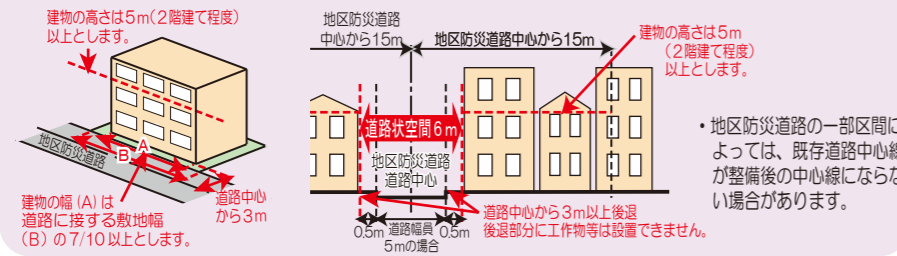 建物の高さは5m(2階建て程度)
以上とします。
地区防災道路
B
A
建物の幅(A)は
道路に接する敷地幅
(B)の7/10以上とします。
道路中心
から3m
地区防災道路
中心から15m
地区防災道路中心から15m
建物の高さは5m
(2階建て程度)
以上とします。
道路状空間6m
地区防災道路
道路中心
道路中心から3m以上後退
後退部分に工作物等は設置できません。
0.5m
道路幅員
5mの場合
0.5m
・地区防災道路の一部区間に
よっては、既存道路中心線
が整備後の中心線にならな
い場合があります。